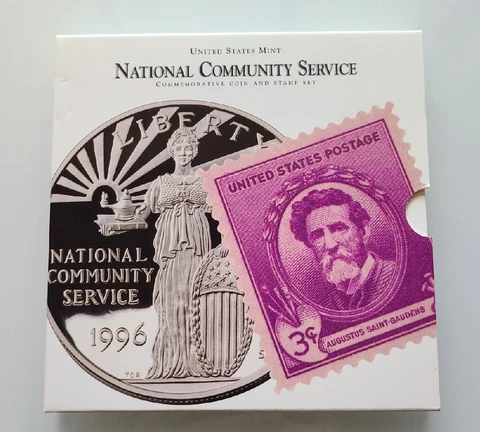 UNITED STATES MINT
NATIONAL COMMUNITY SERVICE
COMMEMORATIVE COIN AND STAMP SET
LIBERTY
NATIONAL
COMMUNITY
SERVICE
1996
S
TDR
UNITED STATES POSTAGE
3¢
AUGUSTUS SAINT-GAUDENS